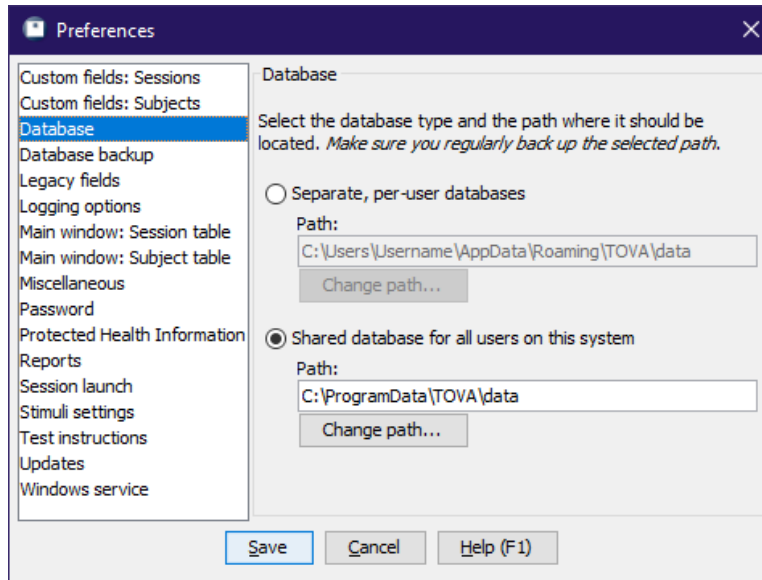 Preferences
Custom fields: Sessions
Custom fields: Subjects
Database
Database backup
Legacy fields
Logging options
Main window: Session table
Main window: Subject table
Miscellaneous
Password
Protected Health Information
Reports
Session launch
Stimuli settings
Test instructions
Updates
Windows service
Database
Select the database type and the path where it should be
located. Make sure you regularly back up the selected path.
Separate, per-user databases
Path:
C:\Users\Username\AppData\Roaming\TOVA\data
Change path...
Shared database for all users on this system
Path:
C:\ProgramData\TOVA\data
Change path...
Save
Cancel
Help (F1)